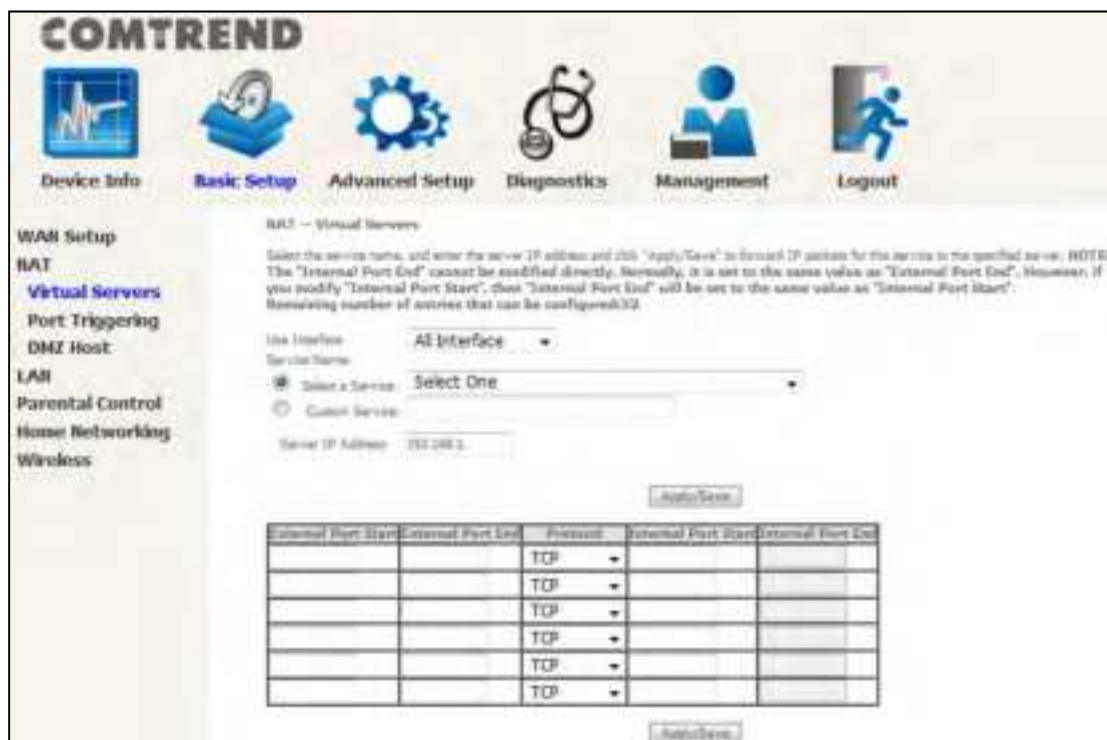 COMTREND
Device Info
Basic Setup
Advanced Setup
Diagnostics
Management
Logout
WAN Setup
NAT
Virtual Servers
Port Triggering
DMZ Host
LAN
Parental Control
Home Networking
Wireless
NAT -- Virtual Servers
Select the service name, and enter the server IP address and click "Apply/Save" to forward IP packets for this service to the specified server. NOTE:
The "Internal Port End" cannot be modified directly. Normally, it is set to the same value as "External Port End". However, if
you modify "Internal Port Start", then "Internal Port End" will be set to the same value as "Internal Port Start".
Remaining number of entries that can be configured:32
Use Interface All Interface
Service Name:
Select a Service: Select One
Custom Service:
Server IP Address: 192.168.1.
Apply/Save
External Port Start External Port End Protocol Internal Port Start Internal Port End
TCP
TCP
TCP
TCP
TCP
TCP
Apply/Save